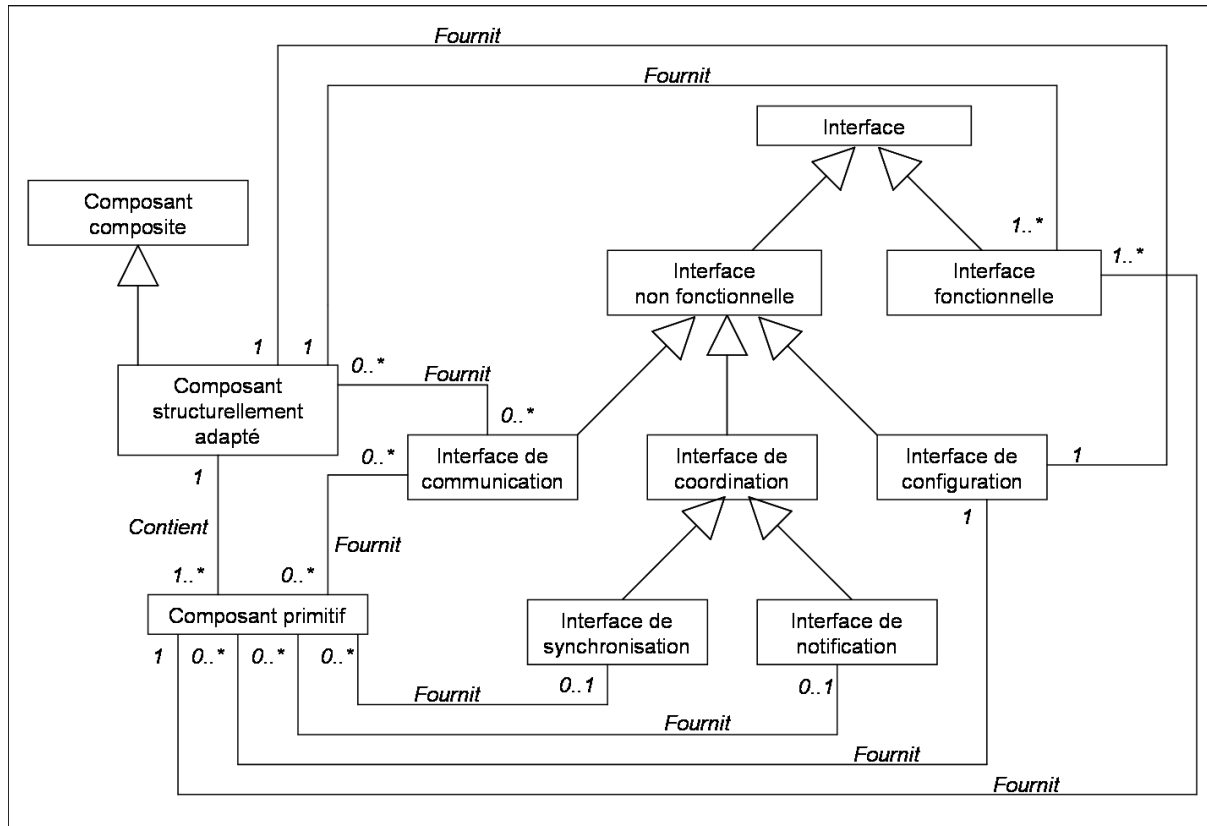 Fournit
Fournit
Interface
Composant
composite
1..*
1..*
Interface
non fonctionnelle
Interface
fonctionnelle
1
1
0..*
Fournit
Composant
structurellement
adapté
0..*
0..*
Interface de
communication
Interface de
coordination
Interface de
configuration
1
1
1
Contient
Fournit
1..*
0..*
Composant primitif
Interface de
synchronisation
Interface de
notification
1
0..*
0..*
0..*
0..1
0..1
Fournit
Fournit
Fournit
Fournit